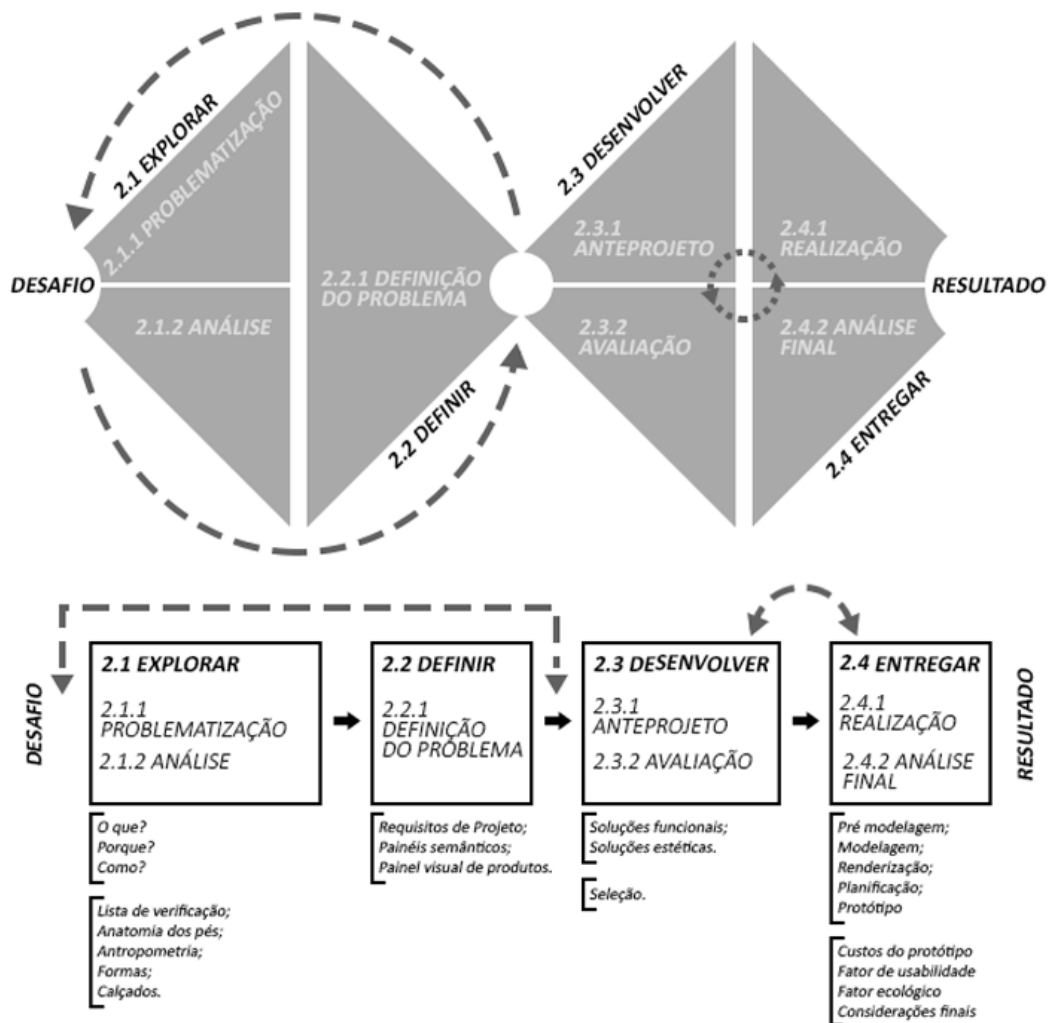 2.1 EXPLORAR
2.1.1 PROBLEMATIZAÇÃO
DESAFIO
2.1.2 ANÁLISE
2.2.1 DEFINIÇÃO
DO PROBLEMA
2.2 DEFINIR
2.3 DESENVOLVER
2.3.1
ANTEPROJETO
2.3.2
AVALIAÇÃO
2.4.1
REALIZAÇÃO
2.4.2 ANÁLISE
FINAL
2.4 ENTREGAR
RESULTADO
DESAFIO
2.1 EXPLORAR
2.1.1
PROBLEMATIZAÇÃO
2.1.2 ANÁLISE
O que?
Porque?
Como?
Lista de verificação;
Anatomia dos pés;
Antropometria;
Formas;
Calçados.
2.2 DEFINIR
2.2.1
DEFINIÇÃO
DO PROBLEMA
Requisitos de Projeto;
Painéis semânticos;
Painel visual de produtos.
2.3 DESENVOLVER
2.3.1
ANTEPROJETO
2.3.2 AVALIAÇÃO
Soluções funcionais;
Soluções estéticas.
Seleção.
2.4 ENTREGAR
2.4.1
REALIZAÇÃO
2.4.2 ANÁLISE
FINAL
Pré modelagem;
Modelagem;
Renderização;
Planificação;
Protótipo
Custos do protótipo
Fator de usabilidade
Fator ecológico
Considerações finais
RESULTADO